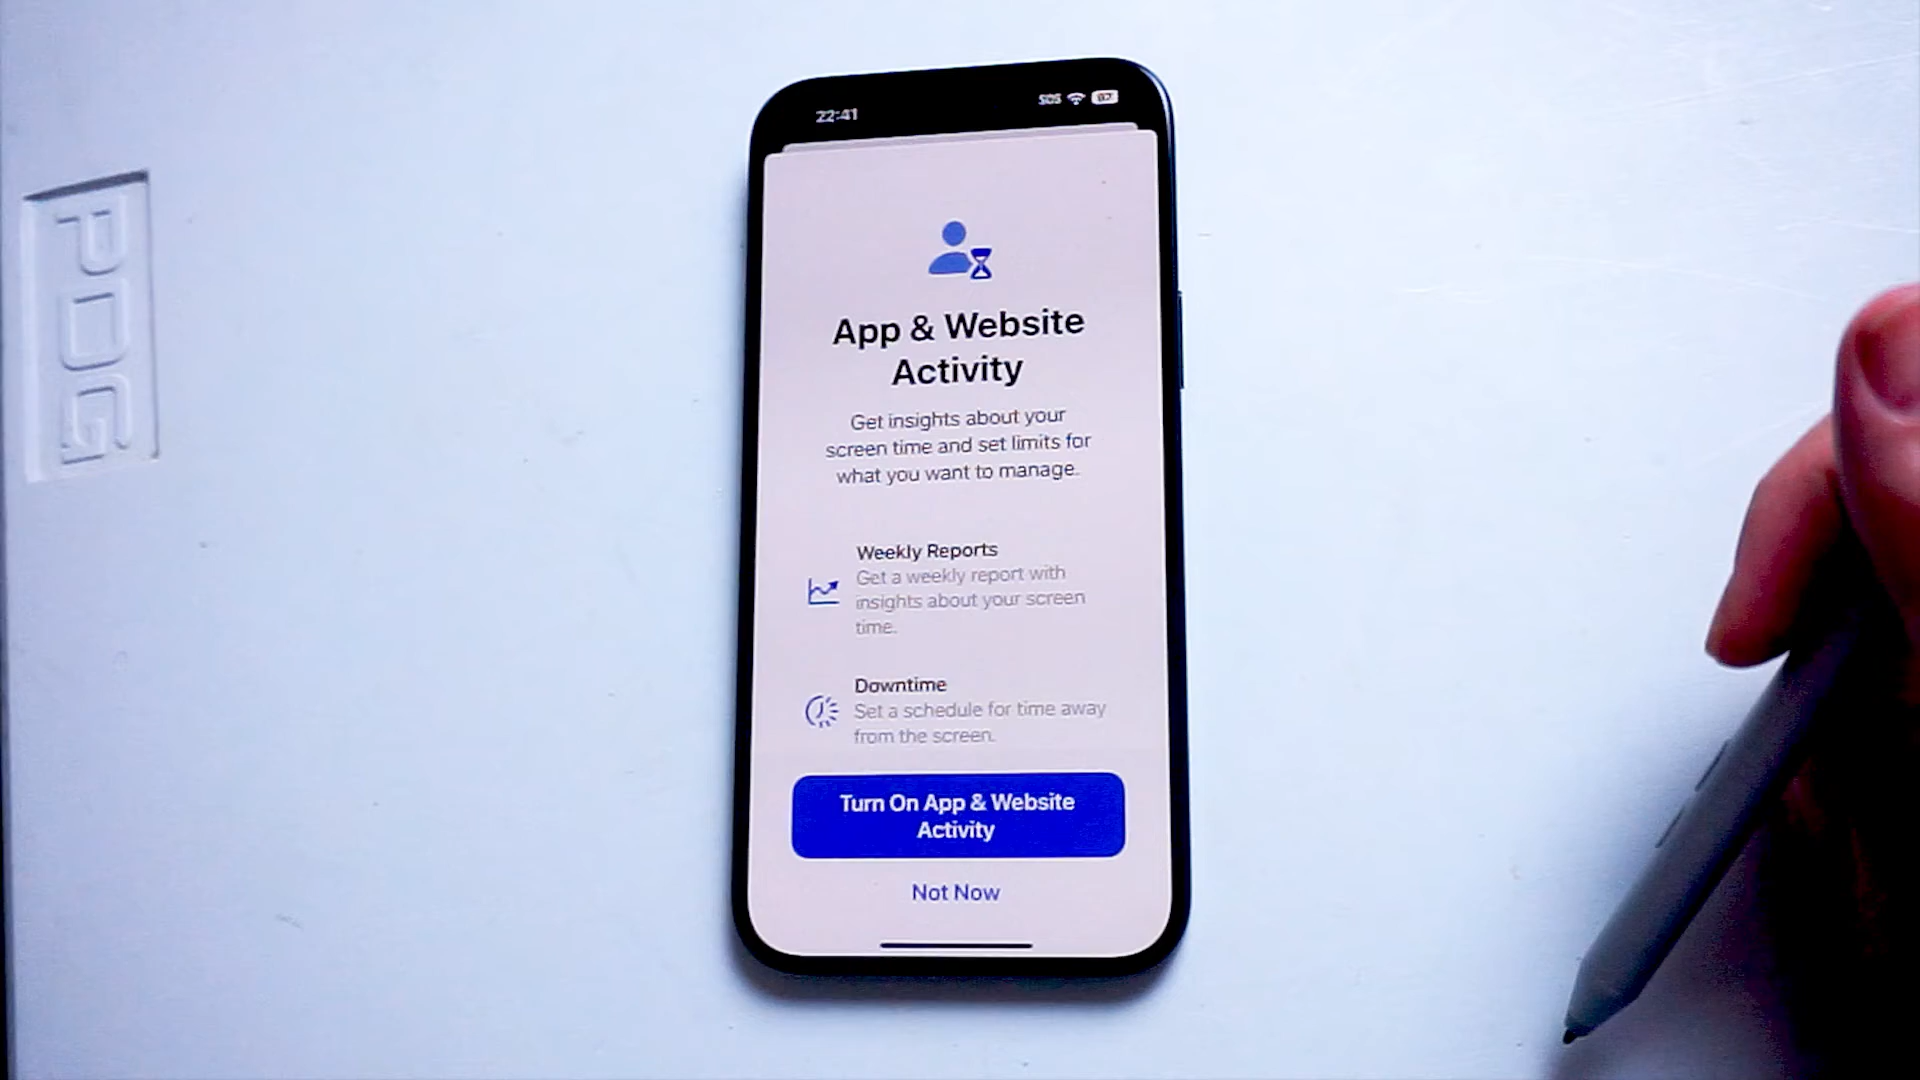 PDG
22:41
SOS 87
App & Website
Activity
Get insights about your
screen time and set limits for
what you want to manage.
Weekly Reports
Get a weekly report with
insights about your screen
time.
Downtime
Set a schedule for time away
from the screen.
Turn On App & Website
Activity
Not Now